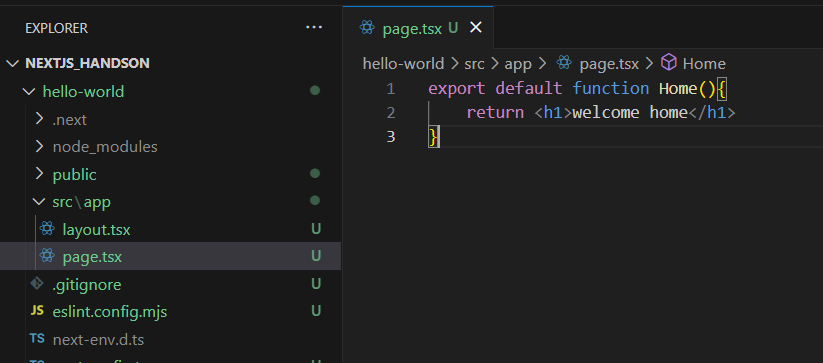 EXPLORER ...
NEXTJS_HANDSON
hello-world
.next
node_modules
public
src\app
layout.tsx U
page.tsx U
.gitignore U
JS eslint.config.mjs U
TS next-env.d.ts
page.tsx U
hello-world > src > app > page.tsx > Home
1 export default function Home(){
2 return <h1>welcome home</h1>
3 }